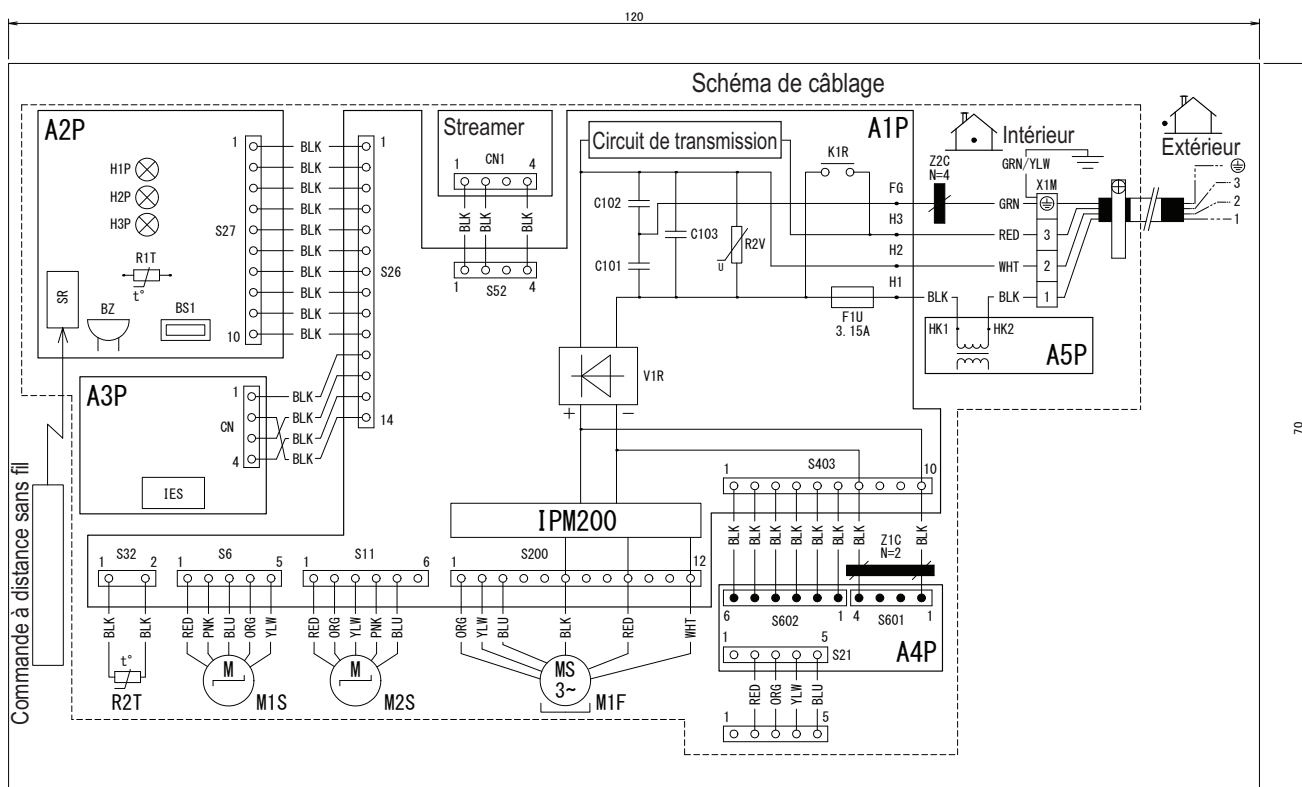 120
Schéma de câblage
A2P
H1P
H2P
H3P
R1T
t°
SR
BZ
BS1
1
S27
10
BLK
BLK
BLK
BLK
BLK
BLK
BLK
BLK
BLK
BLK
1
S26
14
Streamer
1 CN1 4
BLK
BLK
BLK
1 S52 4
A1P
Circuit de transmission
K1R
C102
C103
C101
R2V
U
FG
H3
H2
H1
F1U
3.15A
V1R
+ −
Z2C
N=4
Intérieur
GRN/YLW
X1M
GRN
RED 3
WHT 2
BLK BLK 1
HK1 HK2
A5P
Extérieur
3
2
1
70
A3P
1
CN
4
BLK
BLK
BLK
BLK
IES
Commande à distance sans fil
IPM200
1 S403 10
BLK
BLK
BLK
BLK
BLK
BLK
BLK
BLK
Z1C
N=2
1 S32 2
BLK
BLK
t°
R2T
1 S6 5
RED
PNK
BLU
ORG
YLW
M
M1S
1 S11 6
RED
ORG
YLW
PNK
BLU
M
M2S
1 S200 12
ORG
YLW
BLU
BLK
RED
WHT
MS
3~
M1F
6 S602 1
4 S601 1
A4P
1 5
S21
RED
ORG
YLW
BLU
1 5